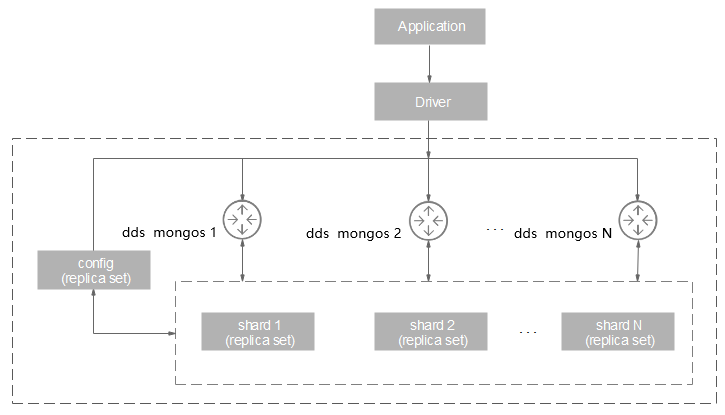 Application
Driver
dds mongos 1
dds mongos 2
...
dds mongos N
config
(replica set)
shard 1
(replica set)
shard 2
(replica set)
...
shard N
(replica set)